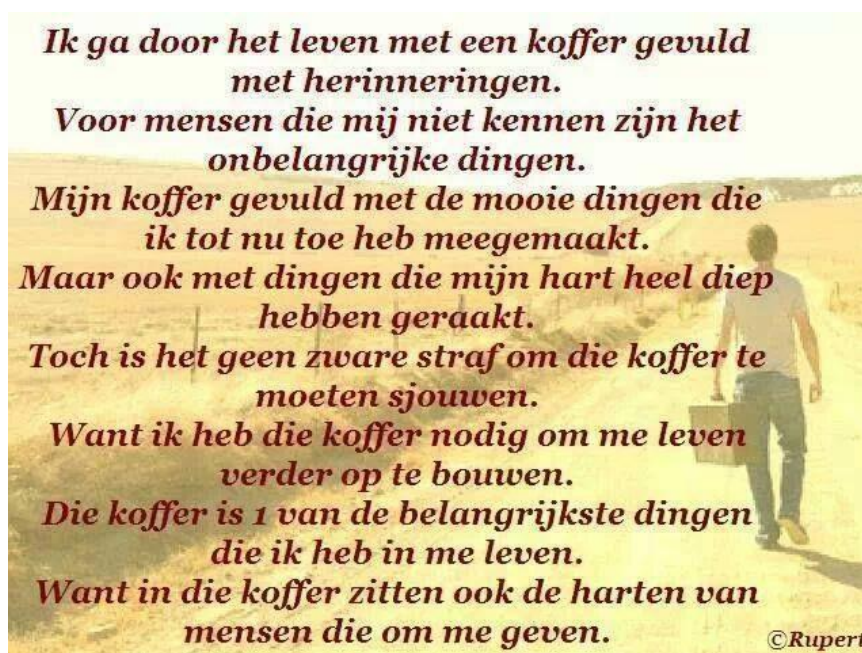 Ik ga door het leven met een koffer gevuld
met herinneringen.
Voor mensen die mij niet kennen zijn het
onbelangrijke dingen.
Mijn koffer gevuld met de mooie dingen die
ik tot nu toe heb meegemaakt.
Maar ook met dingen die mijn hart heel diep
hebben geraakt.
Toch is het geen zware straf om die koffer te
moeten sjouwen.
Want ik heb die koffer nodig om me leven
verder op te bouwen.
Die koffer is 1 van de belangrijkste dingen
die ik heb in me leven.
Want in die koffer zitten ook de harten van
mensen die om me geven.
©Rupert